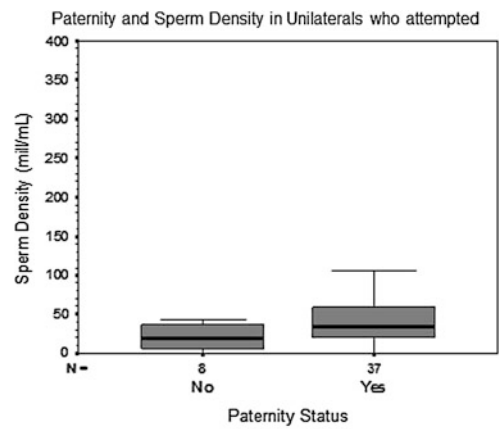 Paternity and Sperm Density in Unilaterals who attempted
400
350
300
250
200
150
100
50
0
Sperm Density (mill/mL)
N = 8 37
No Yes
Paternity Status